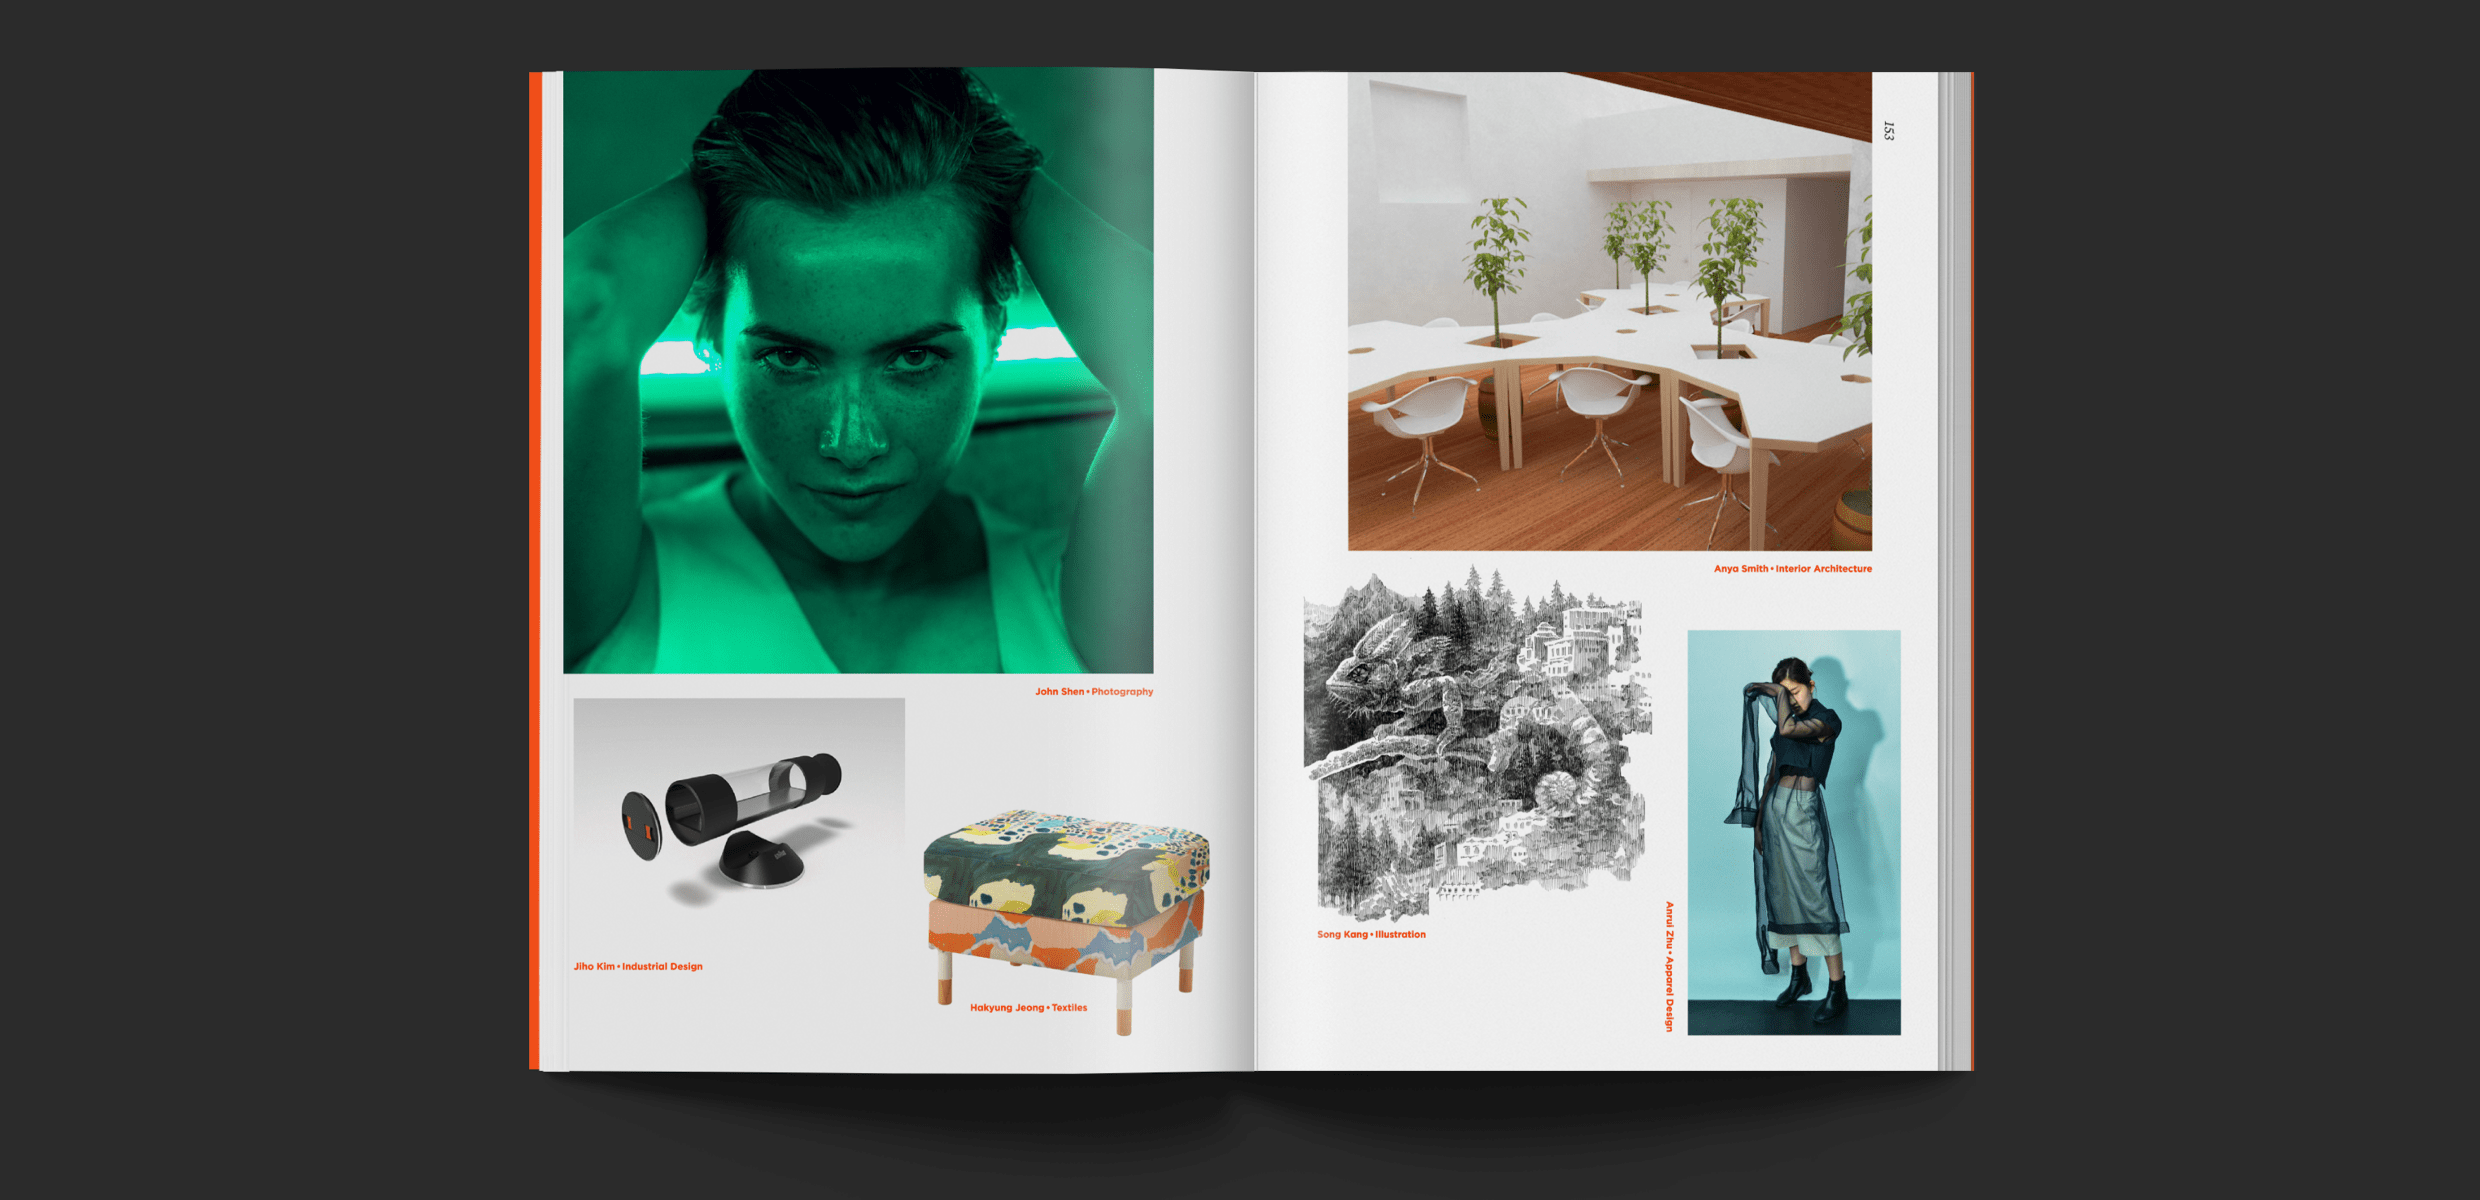 John Shen • Photography
Jiho Kim • Industrial Design
Hakyung Jeong • Textiles
153
Anya Smith • Interior Architecture
Song Kang • Illustration
Anrui Zhu • Apparel Design